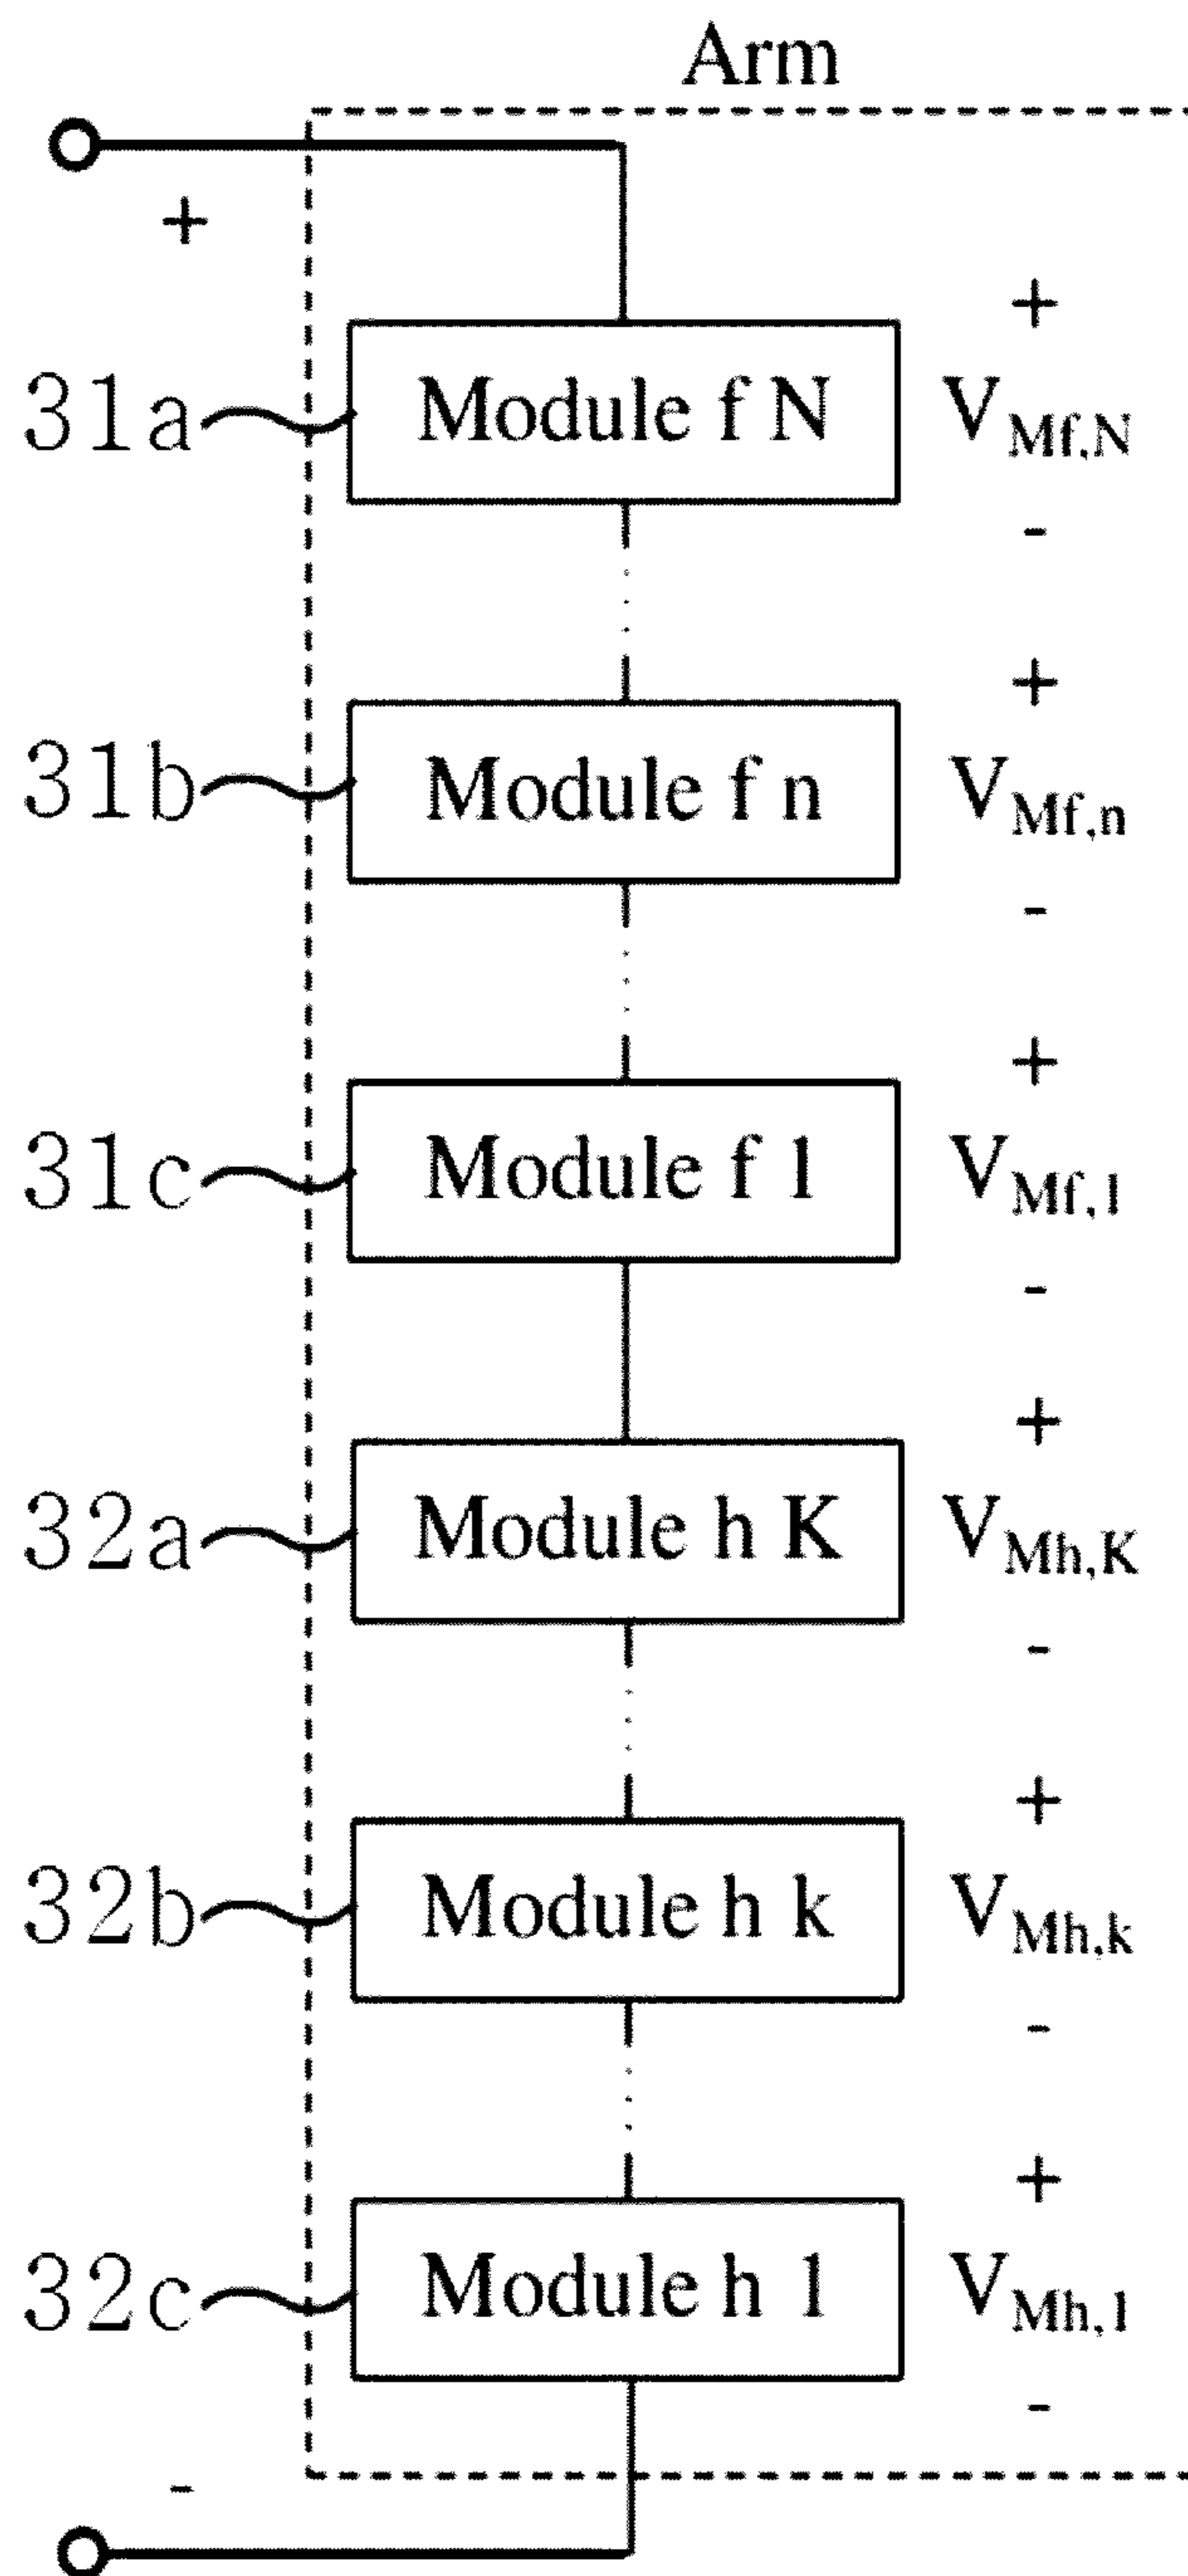 Arm
+
+
31a Module f N V_Mf,N
-
+
31b Module f n V_Mf,n
-
+
31c Module f 1 V_Mf,1
-
+
32a Module h K V_Mh,K
-
+
32b Module h k V_Mh,k
-
+
32c Module h 1 V_Mh,1
-
-